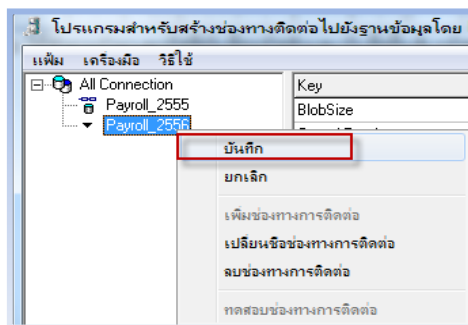 โปรแกรมสำหรับสร้างช่องทางติดต่อไปยังฐานข้อมูลโดย
แฟ้ม เครื่องมือ วิธีใช้
All Connection
Key
Payroll_2555
BlobSize
Payroll_2556
บันทึก
ยกเลิก
เพิ่มช่องทางการติดต่อ
เปลี่ยนชื่อช่องทางการติดต่อ
ลบช่องทางการติดต่อ
ทดสอบช่องทางการติดต่อ